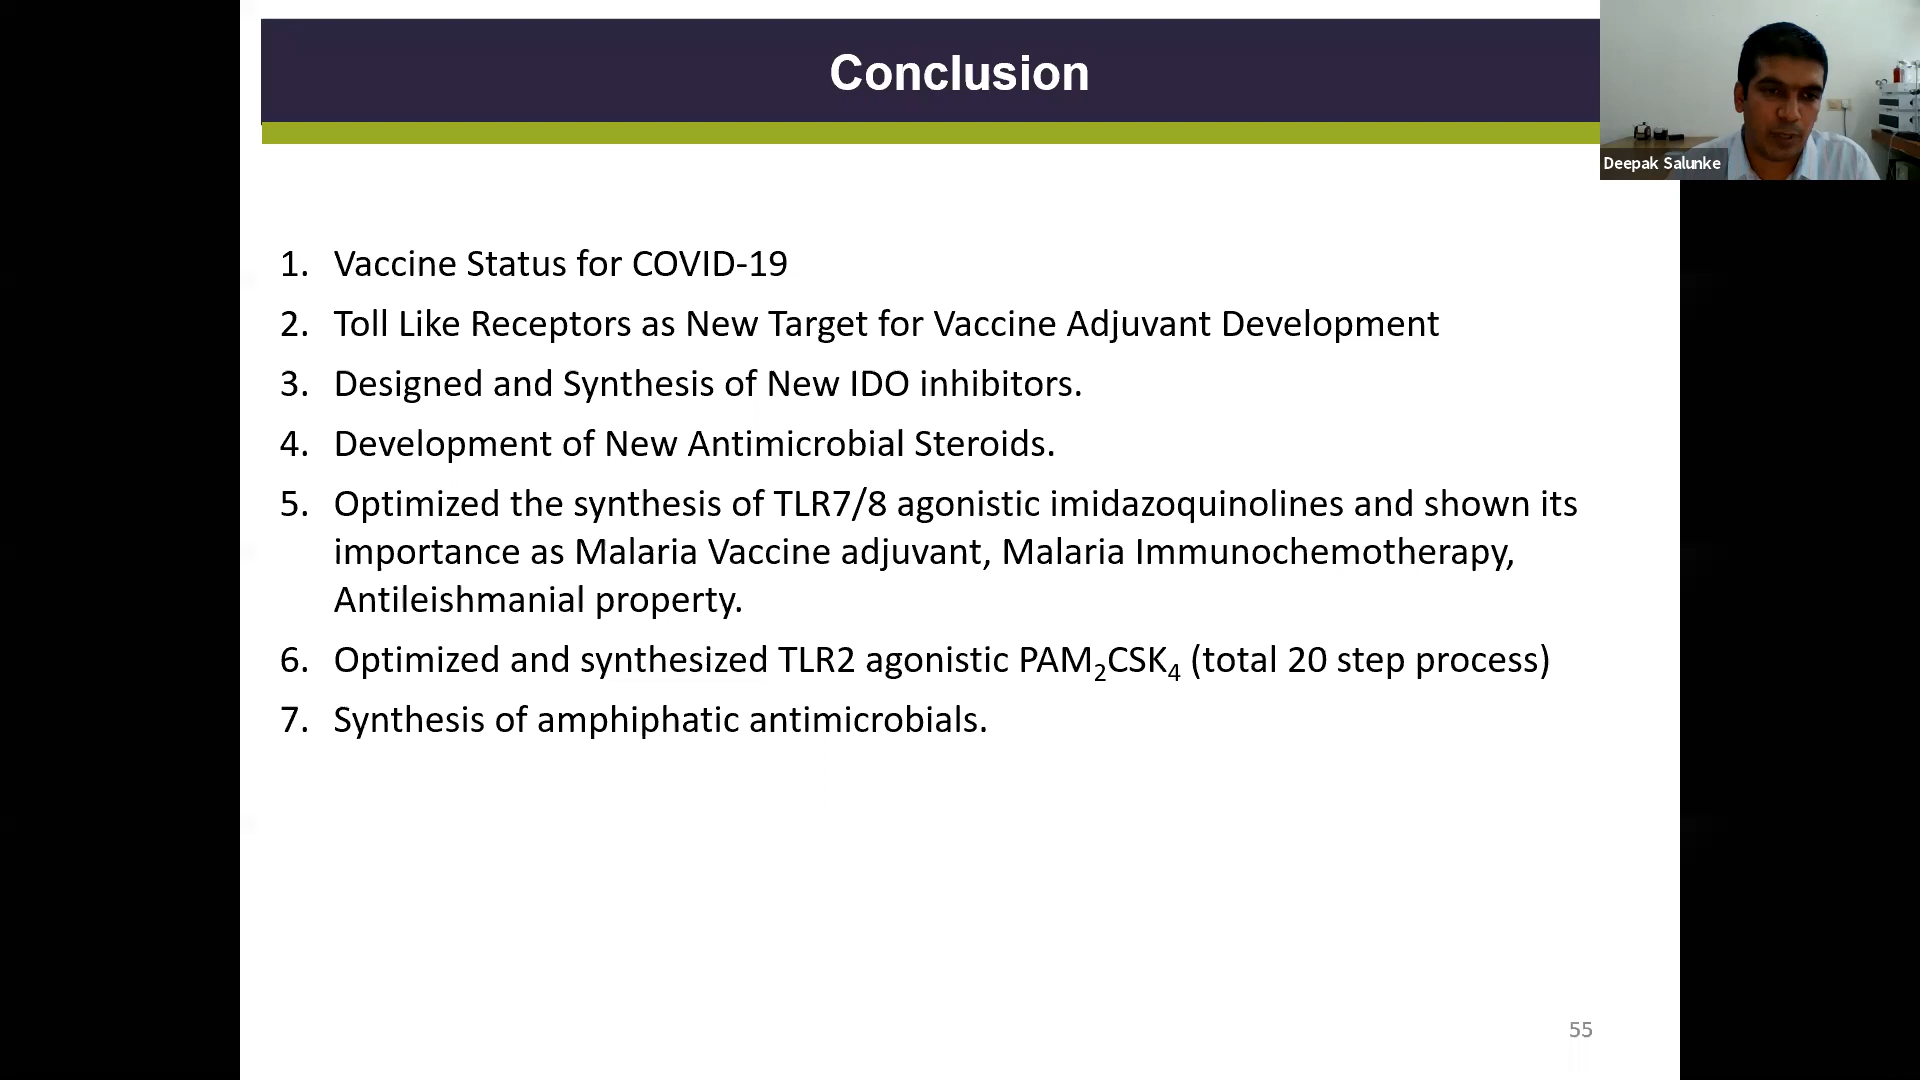 Conclusion
Deepak Salunke
1. Vaccine Status for COVID-19
2. Toll Like Receptors as New Target for Vaccine Adjuvant Development
3. Designed and Synthesis of New IDO inhibitors.
4. Development of New Antimicrobial Steroids.
5. Optimized the synthesis of TLR7/8 agonistic imidazoquinolines and shown its
importance as Malaria Vaccine adjuvant, Malaria Immunochemotherapy,
Antileishmanial property.
6. Optimized and synthesized TLR2 agonistic PAM₂CSK₄ (total 20 step process)
7. Synthesis of amphiphatic antimicrobials.
55